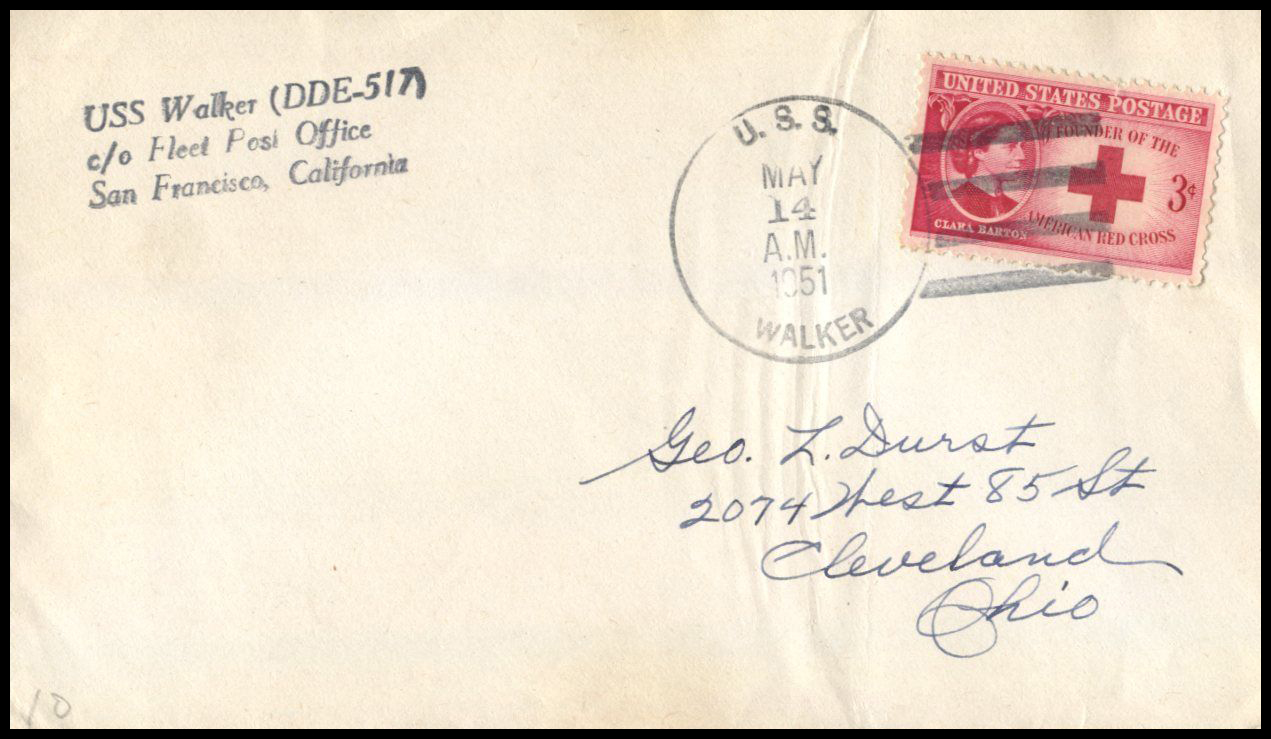 USS Walker (DDE-517)
c/o Fleet Post Office
San Francisco, California
U. S. S.
MAY
14
A.M.
1951
WALKER
UNITED STATES POSTAGE
FOUNDER OF THE
3¢
AMERICAN RED CROSS
CLARA BARTON
Geo. L. Durst
2074 West 85 St
Cleveland
Ohio
10